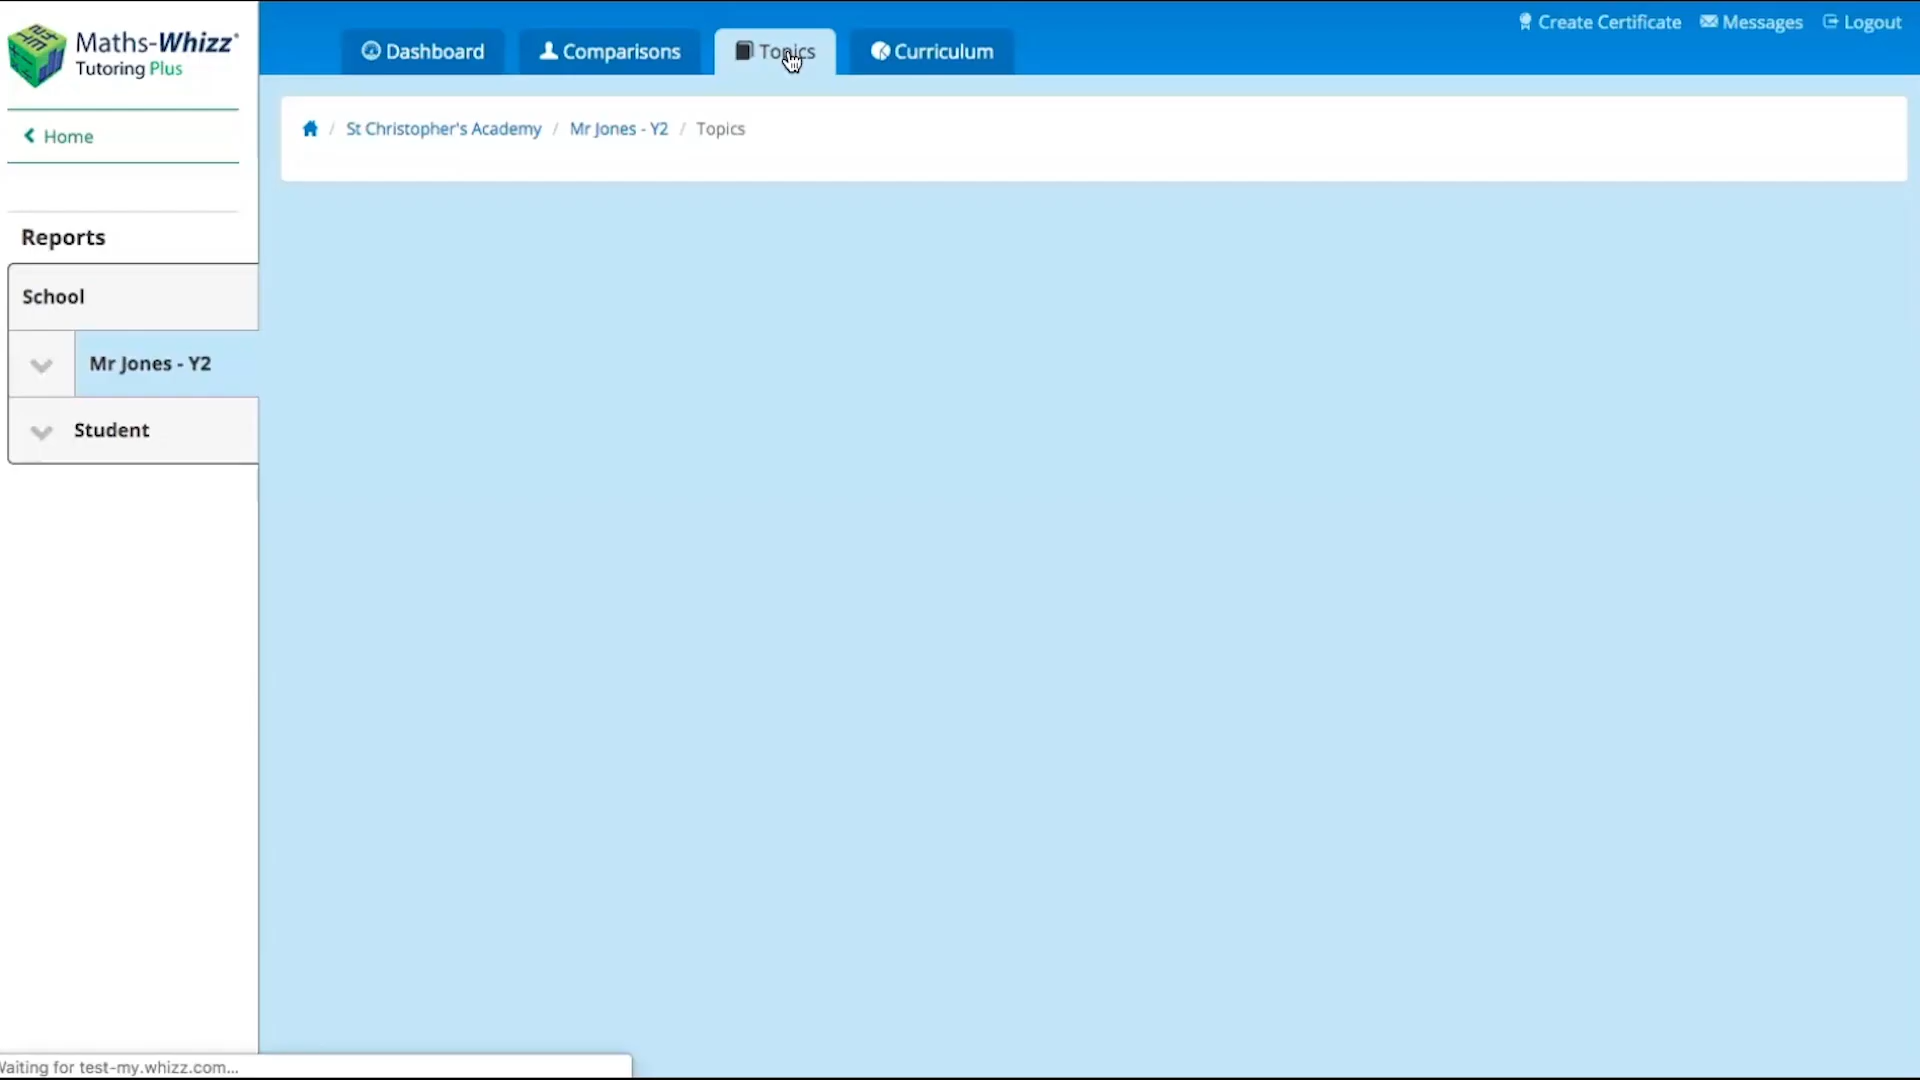 Maths-Whizz®
Tutoring Plus
Home
Reports
School
Mr Jones - Y2
Student
Dashboard
Comparisons
Topics
Curriculum
Create Certificate
Messages
Logout
/ St Christopher's Academy / Mr Jones - Y2 / Topics
Waiting for test-my.whizz.com...